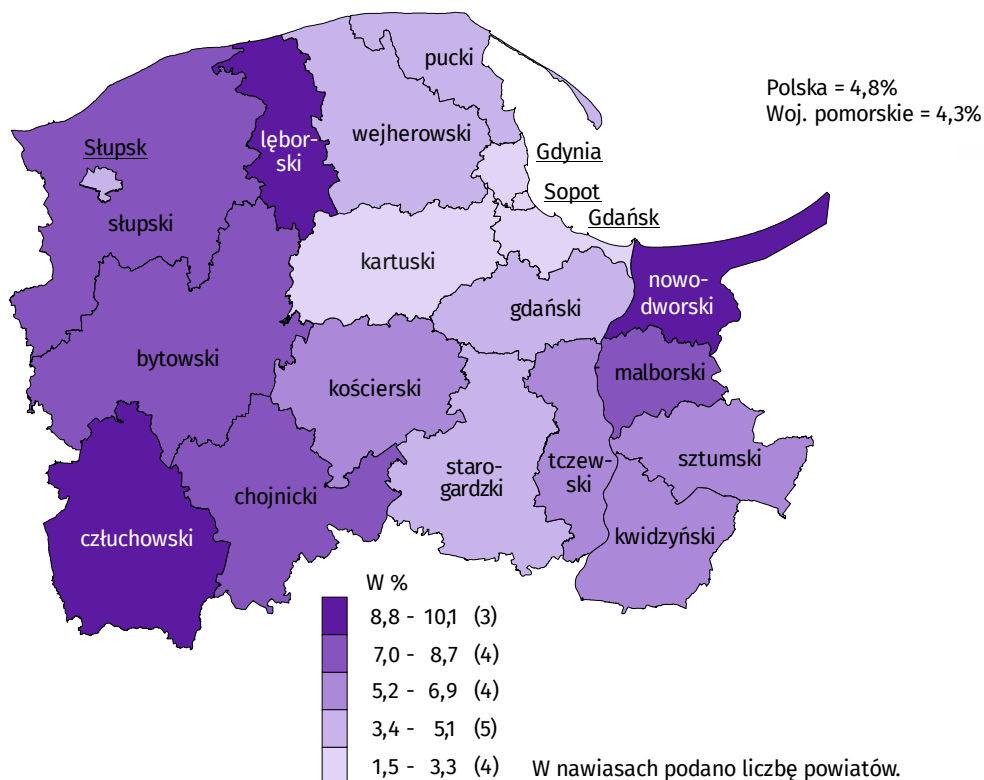 pucki
Polska = 4,8%
Woj. pomorskie = 4,3%
wejherowski
lębor-
ski
Słupsk
Gdynia
Sopot
Gdańsk
słupski
kartuski
nowo-
dworski
gdański
bytowski
kościerski
malborski
staro-
gardzki
tczew-
ski
sztumski
chojnicki
człuchowski
kwidzyński
W %
8,8 - 10,1 (3)
7,0 - 8,7 (4)
5,2 - 6,9 (4)
3,4 - 5,1 (5)
1,5 - 3,3 (4)
W nawiasach podano liczbę powiatów.